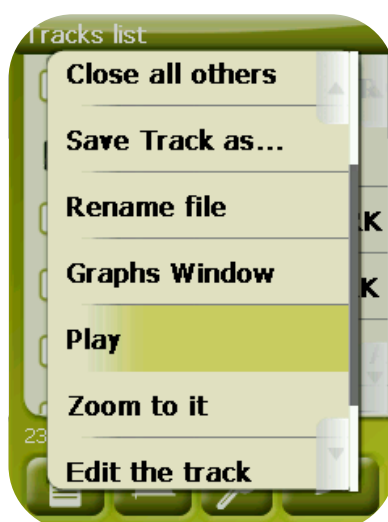 Tracks list
Close all others
Save Track as...
Rename file
RK
Graphs Window
K
Play
Zoom to it
23
Edit the track